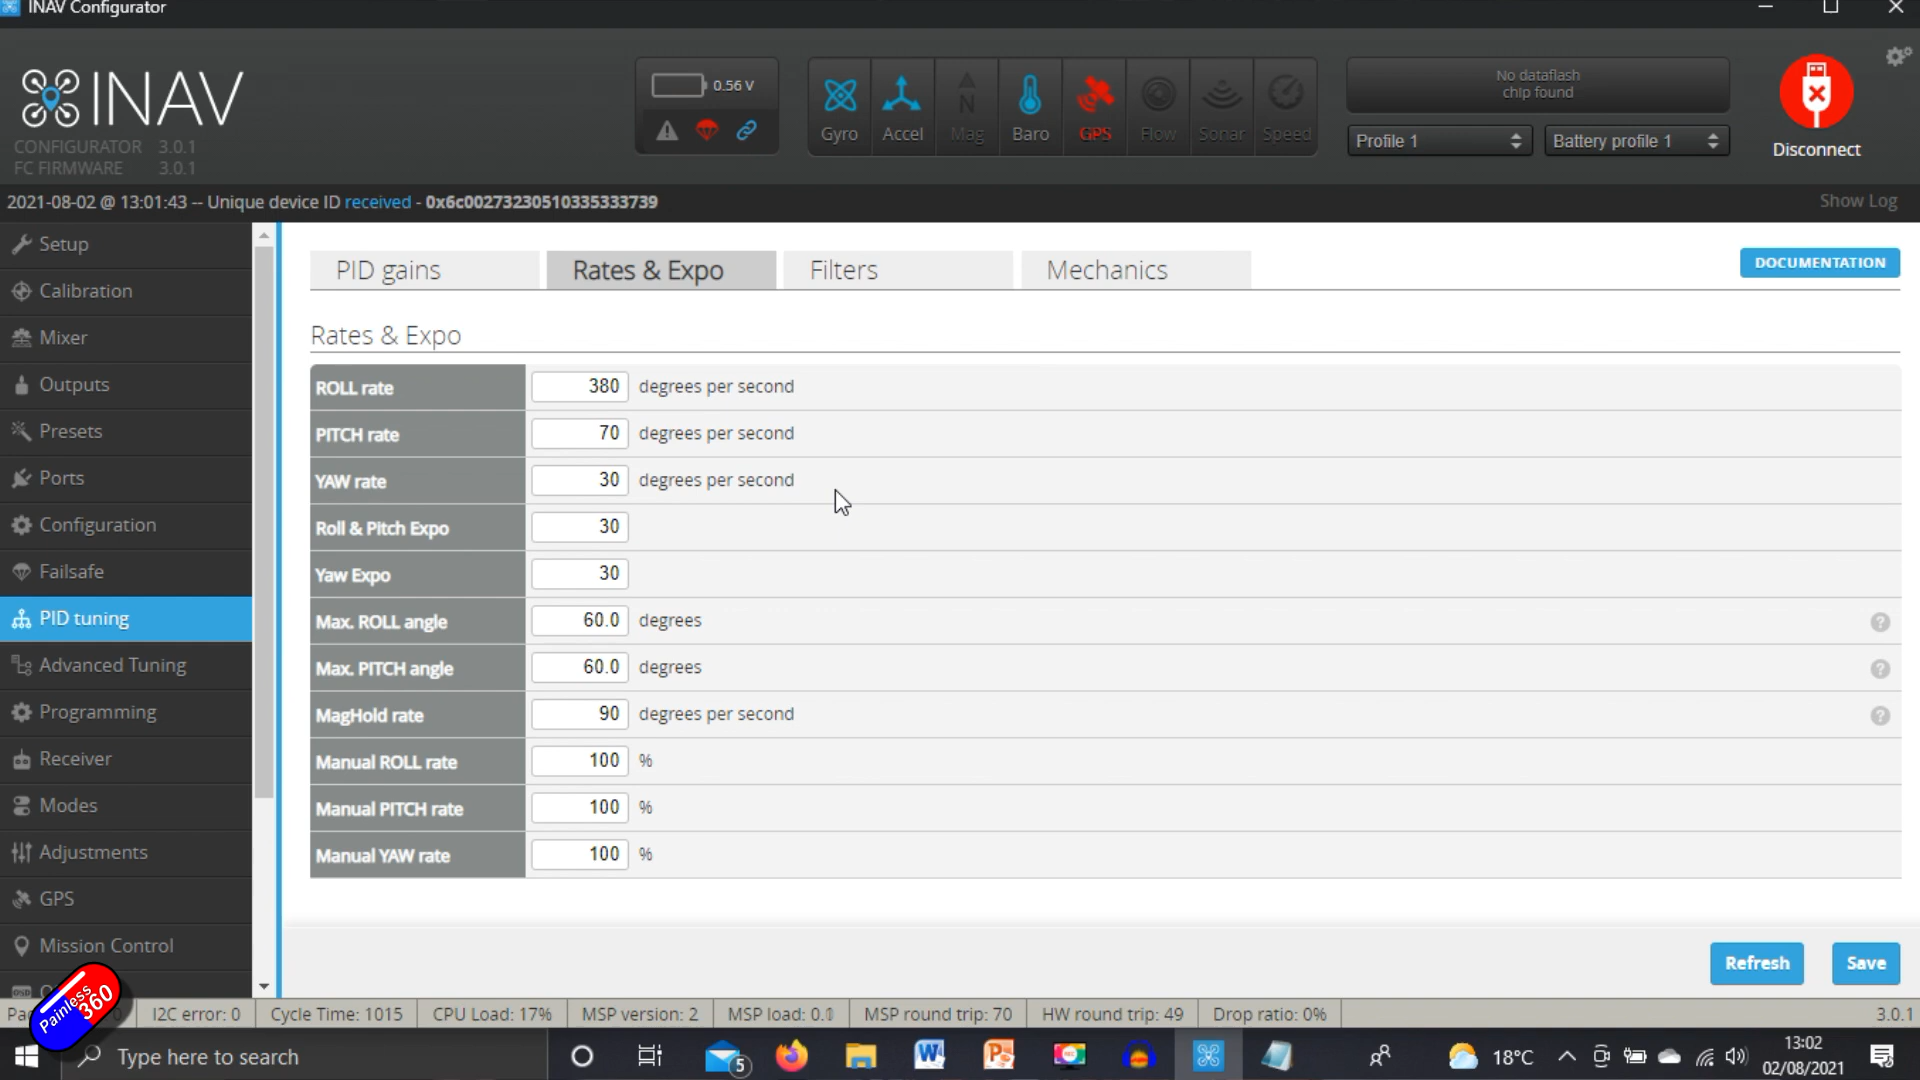 INAV Configurator
INAV
CONFIGURATOR 3.0.1
FC FIRMWARE 3.0.1
0.56 V
Gyro
Accel
Mag
Baro
GPS
Flow
Sonar
Speed
No dataflash
chip found
Profile 1
Battery profile 1
Disconnect
2021-08-02 @ 13:01:43 -- Unique device ID received - 0x6c00273230510335333739
Show Log
Setup
Calibration
Mixer
Outputs
Presets
Ports
Configuration
Failsafe
PID tuning
Advanced Tuning
Programming
Receiver
Modes
Adjustments
GPS
Mission Control
PID gains
Rates & Expo
Filters
Mechanics
DOCUMENTATION
Rates & Expo
ROLL rate 380 degrees per second
PITCH rate 70 degrees per second
YAW rate 30 degrees per second
Roll & Pitch Expo 30
Yaw Expo 30
Max. ROLL angle 60.0 degrees
Max. PITCH angle 60.0 degrees
MagHold rate 90 degrees per second
Manual ROLL rate 100 %
Manual PITCH rate 100 %
Manual YAW rate 100 %
Refresh
Save
Painless360
I2C error: 0
Cycle Time: 1015
CPU Load: 17%
MSP version: 2
MSP load: 0.1
MSP round trip: 70
HW round trip: 49
Drop ratio: 0%
3.0.1
Type here to search
5
18°C
13:02
02/08/2021